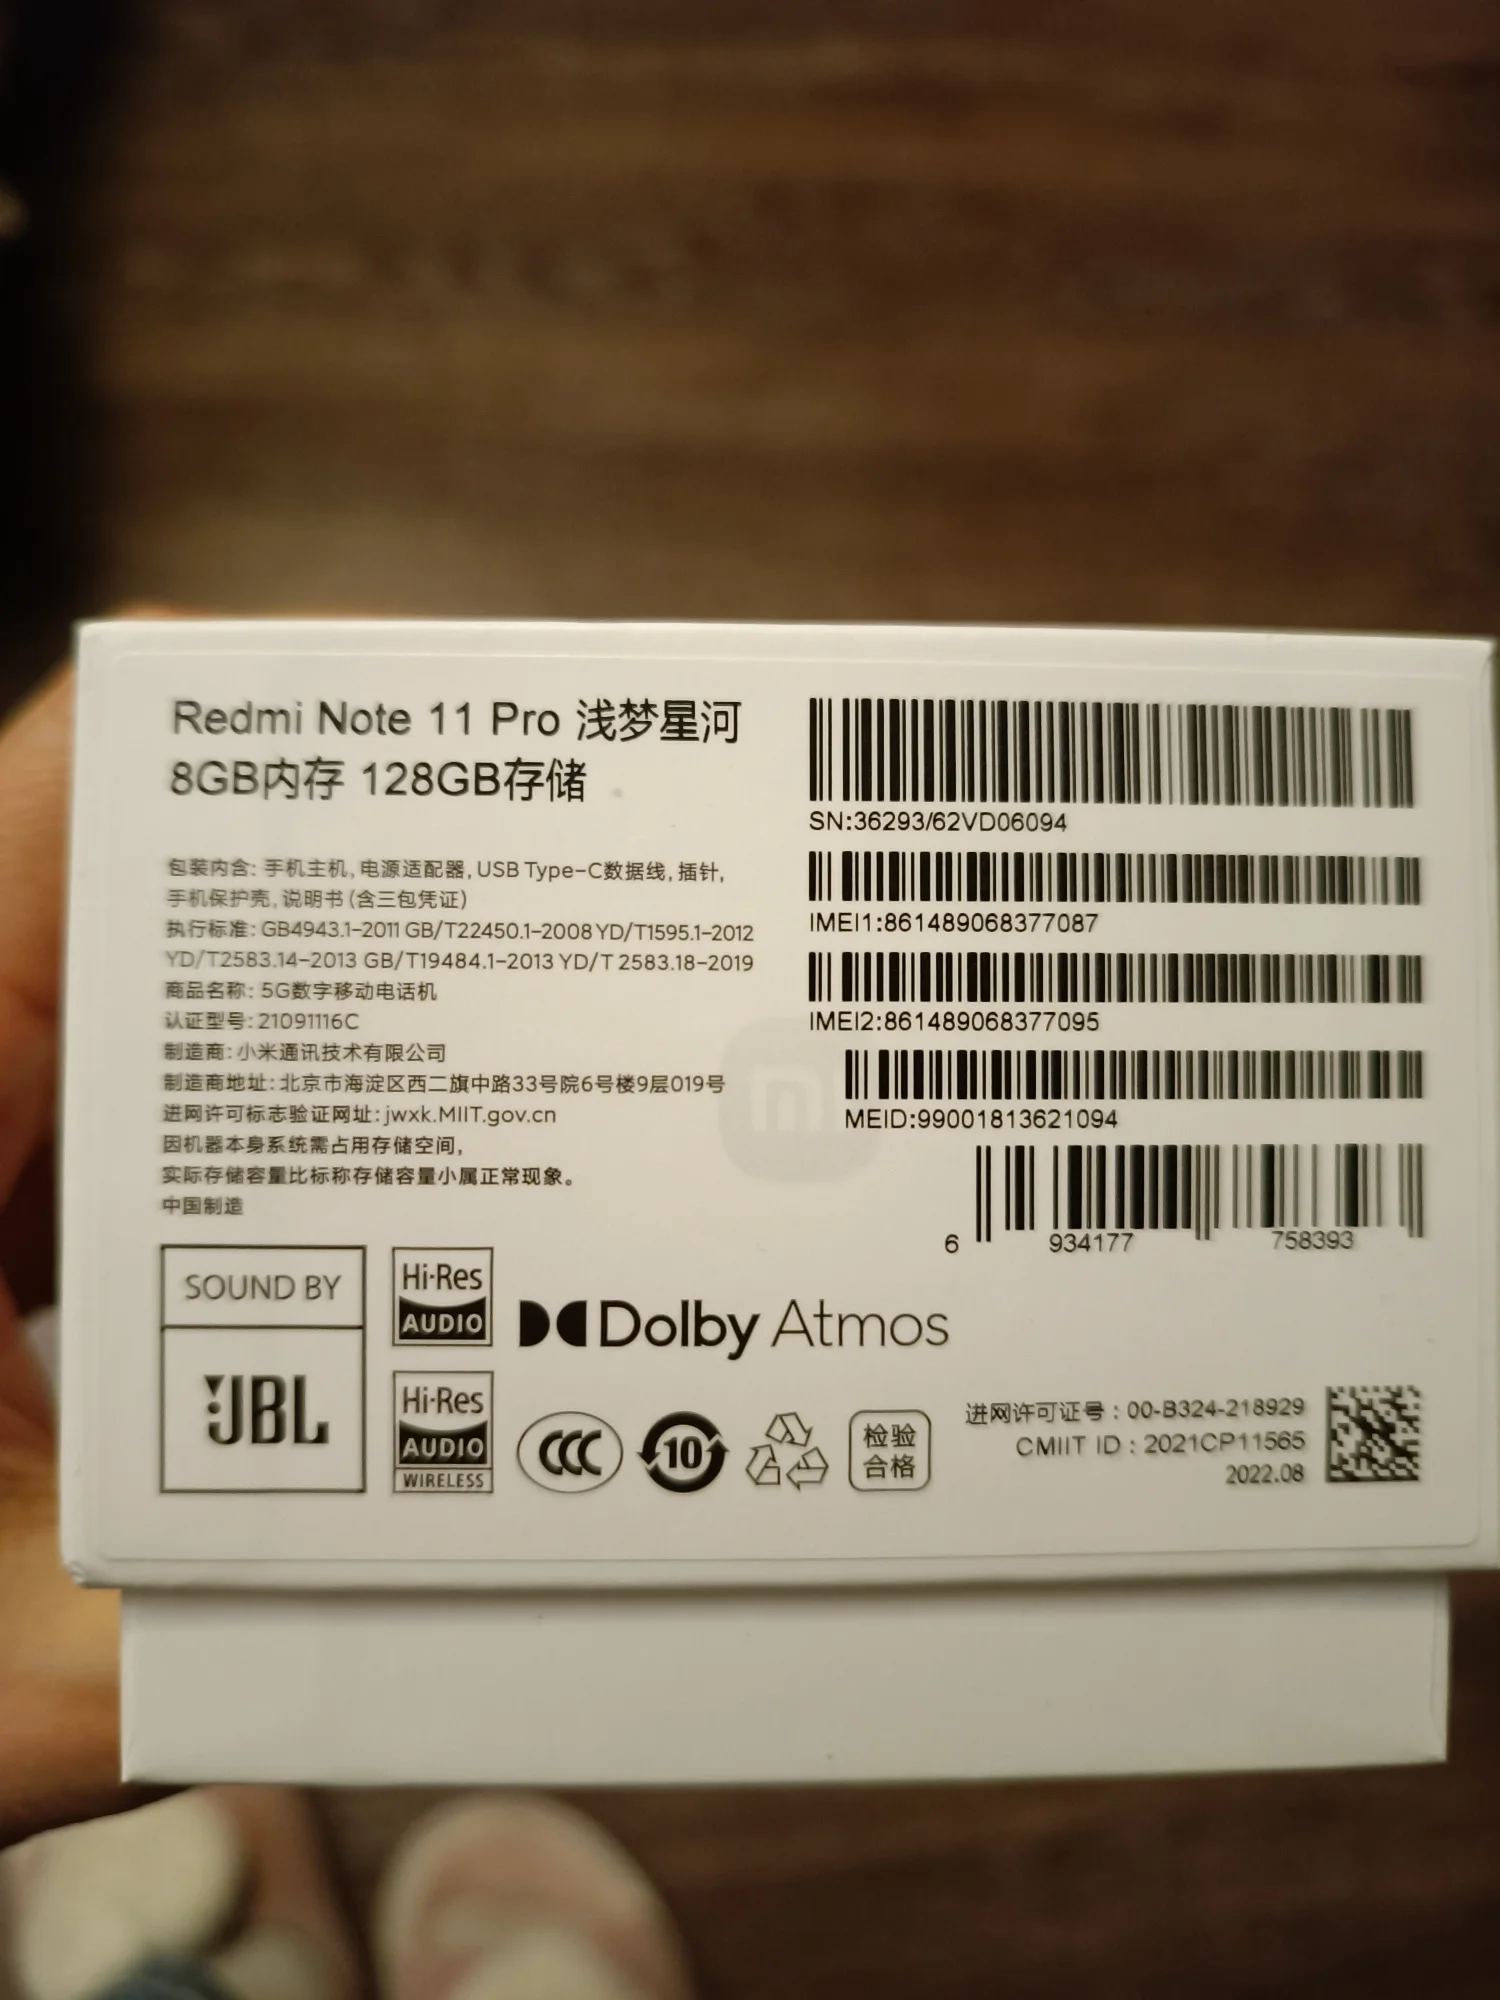 Redmi Note 11 Pro 浅梦星河
8GB内存 128GB存储
包装内含: 手机主机, 电源适配器, USB Type-C数据线, 插针,
手机保护壳, 说明书 (含三包凭证)
执行标准: GB4943.1-2011 GB/T22450.1-2008 YD/T1595.1-2012
YD/T2583.14-2013 GB/T19484.1-2013 YD/T 2583.18-2019
商品名称: 5G数字移动电话机
认证型号: 21091116C
制造商: 小米通讯技术有限公司
制造商地址: 北京市海淀区西二旗中路33号院6号楼9层019号
进网许可标志验证网址: jwxk.MIIT.gov.cn
因机器本身系统需占用存储空间,
实际存储容量比标称存储容量小属正常现象。
中国制造
SN:36293/62VD06094
IMEI1:861489068377087
IMEI2:861489068377095
MEID:99001813621094
6 934177 758393
SOUND BY
JBL
Hi-Res
AUDIO
Dolby Atmos
Hi-Res
AUDIO
WIRELESS
CCC
10
检验
合格
进网许可证号 : 00-B324-218929
CMIIT ID : 2021CP11565
2022.08